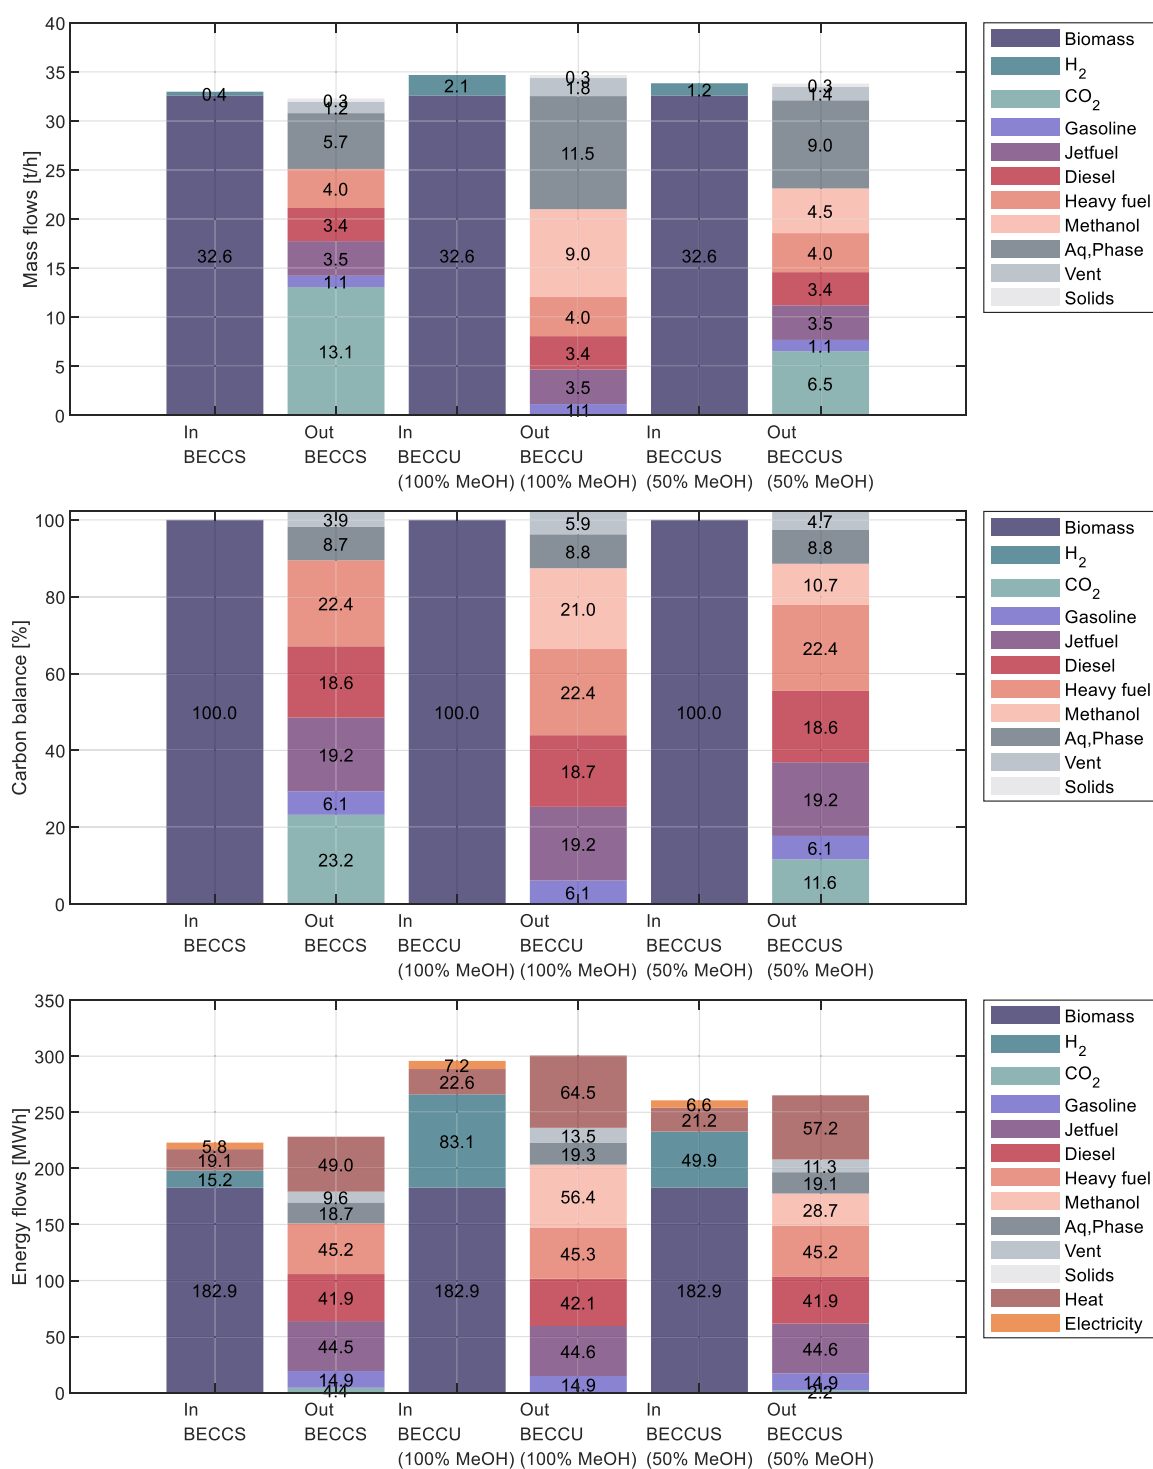 40
35
30
25
20
15
10
5
0
Mass flows [t/h]
0.4
32.6
0.3
1.2
5.7
4.0
3.4
3.5
1.1
13.1
2.1
32.6
0.3
1.8
11.5
9.0
4.0
3.4
3.5
1.1
1.2
32.6
0.3
1.4
9.0
4.5
4.0
3.4
3.5
1.1
6.5
In
BECCS
Out
BECCS
In
BECCU
(100% MeOH)
Out
BECCU
(100% MeOH)
In
BECCUS
(50% MeOH)
Out
BECCUS
(50% MeOH)
Biomass
H2
CO2
Gasoline
Jetfuel
Diesel
Heavy fuel
Methanol
Aq,Phase
Vent
Solids
100
80
60
40
20
0
Carbon balance [%]
100.0
3.9
8.7
22.4
18.6
19.2
6.1
23.2
100.0
5.9
8.8
21.0
22.4
18.7
19.2
6.1
100.0
4.7
8.8
10.7
22.4
18.6
19.2
6.1
11.6
In
BECCS
Out
BECCS
In
BECCU
(100% MeOH)
Out
BECCU
(100% MeOH)
In
BECCUS
(50% MeOH)
Out
BECCUS
(50% MeOH)
Biomass
H2
CO2
Gasoline
Jetfuel
Diesel
Heavy fuel
Methanol
Aq,Phase
Vent
Solids
350
300
250
200
150
100
50
0
Energy flows [MWh]
5.8
19.1
15.2
182.9
49.0
9.6
18.7
45.2
41.9
44.5
14.9
4.4
7.2
22.6
83.1
182.9
64.5
13.5
19.3
56.4
45.3
42.1
44.6
14.9
6.6
21.2
49.9
182.9
57.2
11.3
19.1
28.7
45.2
41.9
44.6
14.9
2.2
In
BECCS
Out
BECCS
In
BECCU
(100% MeOH)
Out
BECCU
(100% MeOH)
In
BECCUS
(50% MeOH)
Out
BECCUS
(50% MeOH)
Biomass
H2
CO2
Gasoline
Jetfuel
Diesel
Heavy fuel
Methanol
Aq,Phase
Vent
Solids
Heat
Electricity